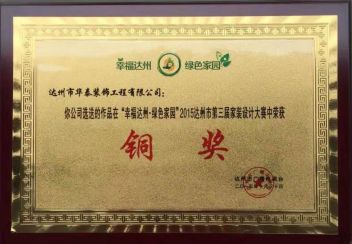 幸福达州 绿色家园
达州市华泰装饰工程有限公司：
你公司选送的作品在“幸福达州·绿色家园”2015达州市第三届家装设计大赛中荣获
铜奖